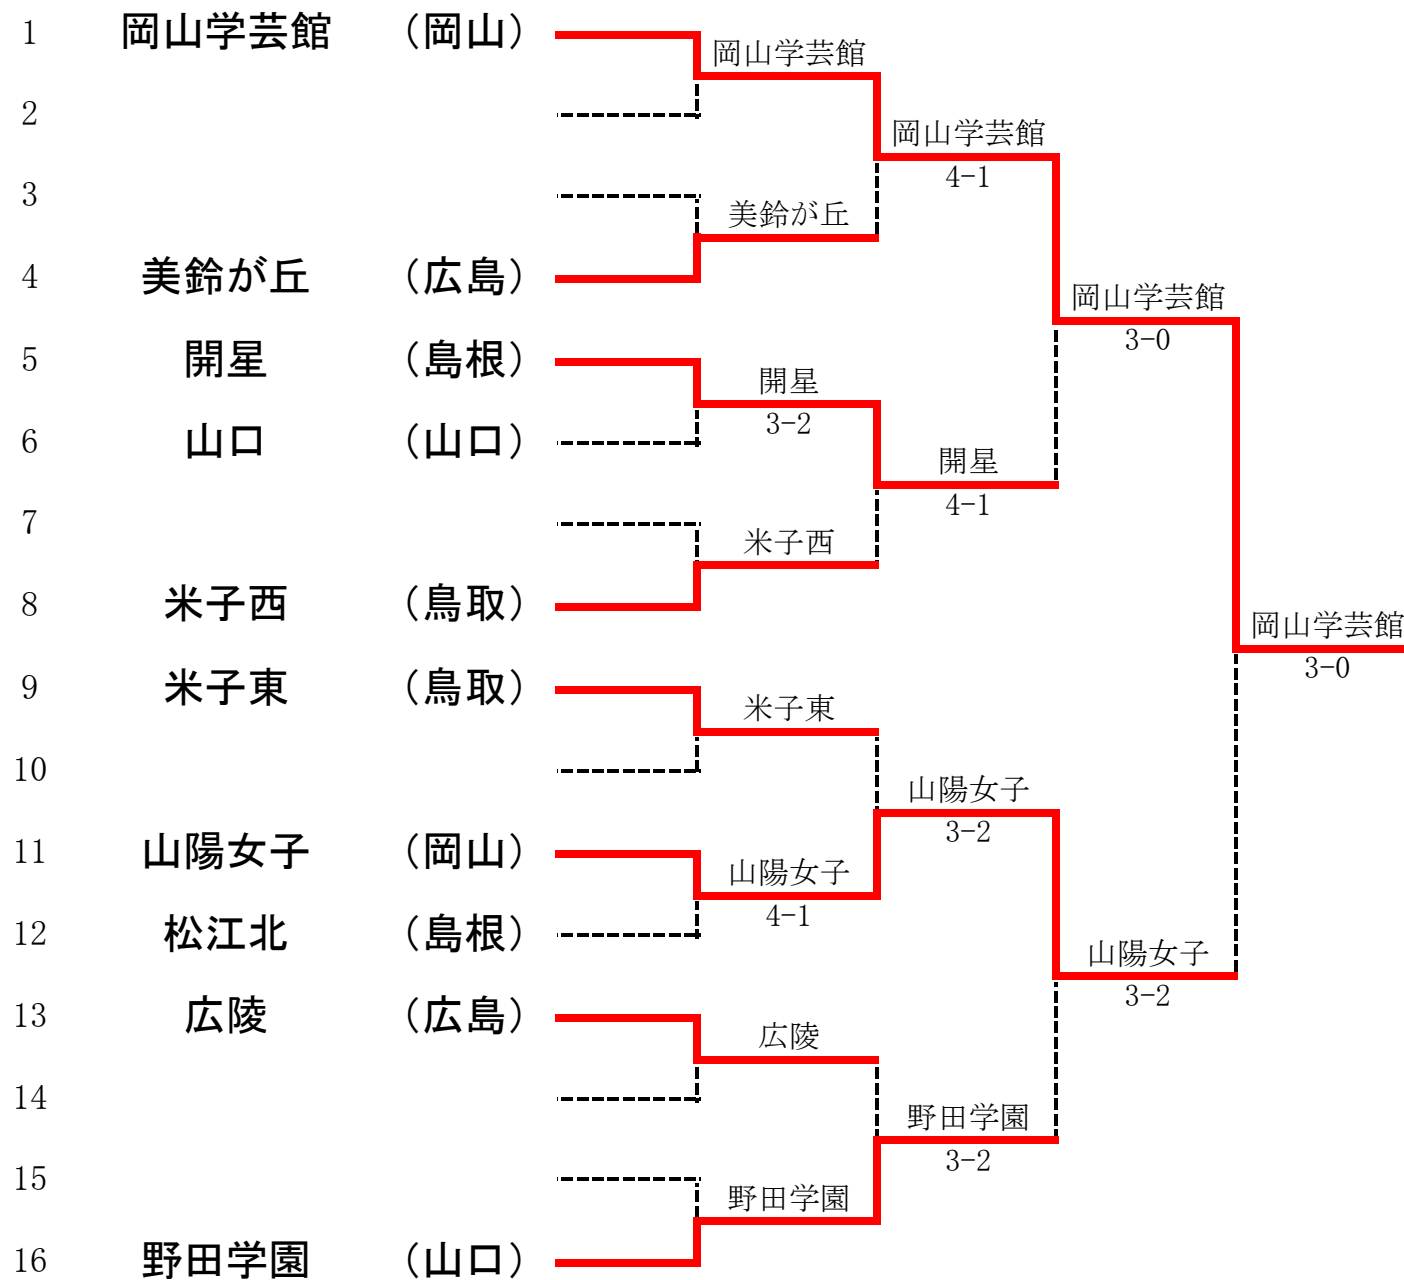 1 岡山学芸館 （岡山）
岡山学芸館
2
岡山学芸館
4-1
3
美鈴が丘
4 美鈴が丘 （広島）
岡山学芸館
3-0
5 開星 （島根）
開星
3-2
6 山口 （山口）
開星
4-1
7
米子西
8 米子西 （鳥取）
岡山学芸館
3-0
9 米子東 （鳥取）
米子東
10
山陽女子
3-2
11 山陽女子 （岡山）
山陽女子
4-1
12 松江北 （島根）
山陽女子
3-2
13 広陵 （広島）
広陵
14
野田学園
3-2
15
野田学園
16 野田学園 （山口）